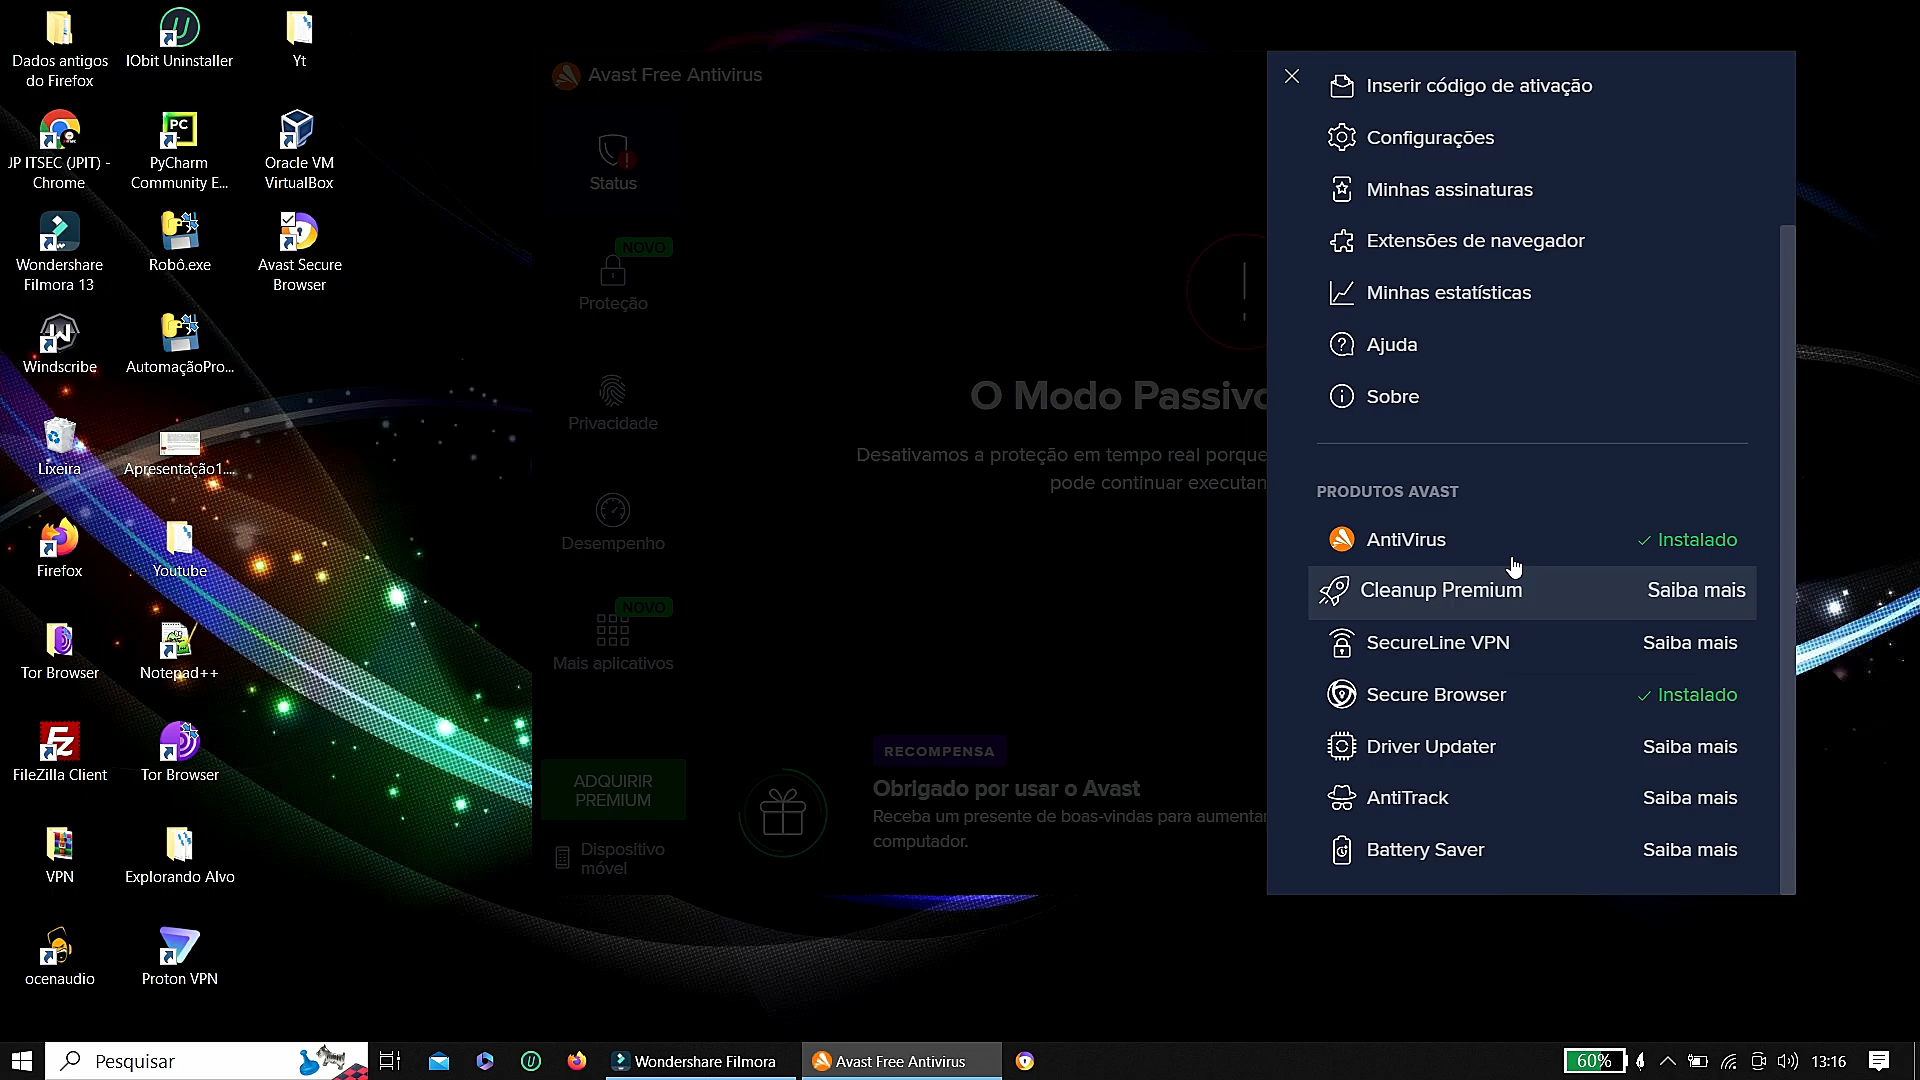 Dados antigos
do Firefox
IObit Uninstaller
Yt
JP ITSEC (JPIT) -
Chrome
PC
PyCharm
Community E...
Oracle VM
VirtualBox
Wondershare
Filmora 13
Robô.exe
Avast Secure
Browser
Windscribe
AutomaçãoPro...
Lixeira
Apresentação1....
Firefox
Youtube
Tor Browser
Notepad++
FileZilla Client
Tor Browser
VPN
Explorando Alvo
ocenaudio
Proton VPN
Avast Free Antivirus
Status
NOVO
Proteção
Privacidade
Desempenho
NOVO
Mais aplicativos
ADQUIRIR
PREMIUM
Dispositivo
móvel
O Modo Passivo
Desativamos a proteção em tempo real porque
pode continuar executan
RECOMPENSA
Obrigado por usar o Avast
Receba um presente de boas-vindas para aumentar
computador.
Inserir código de ativação
Configurações
Minhas assinaturas
Extensões de navegador
Minhas estatísticas
Ajuda
Sobre
PRODUTOS AVAST
AntiVirus Instalado
Cleanup Premium Saiba mais
SecureLine VPN Saiba mais
Secure Browser Instalado
Driver Updater Saiba mais
AntiTrack Saiba mais
Battery Saver Saiba mais
Pesquisar
Wondershare Filmora
Avast Free Antivirus
60%
13:16